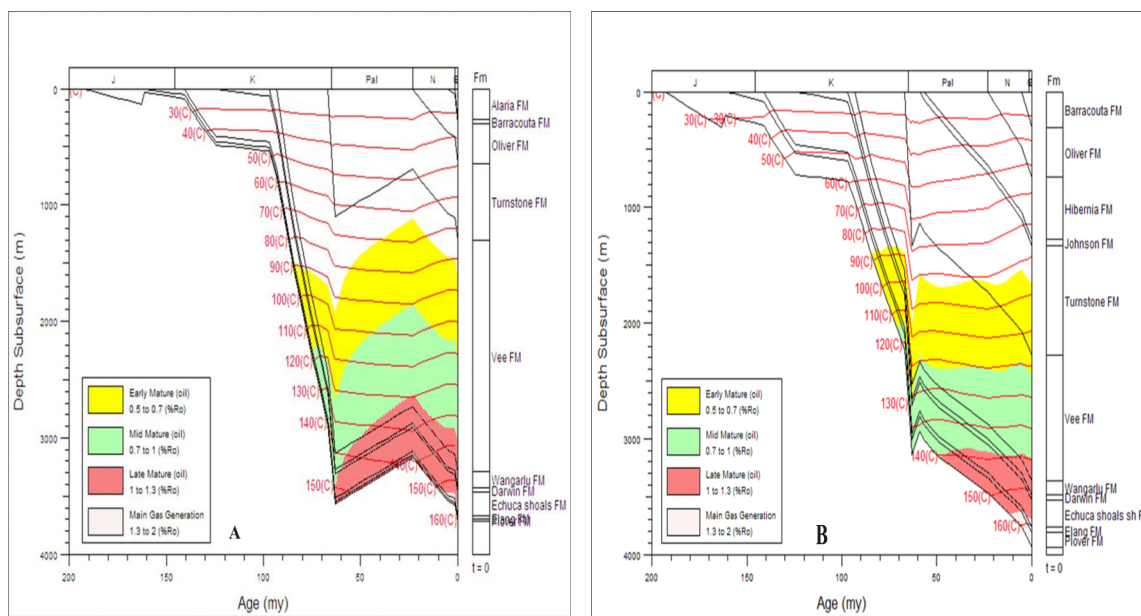 J K Pal N Fm
(C)
0
30(C)
40(C)
50(C)
60(C)
70(C)
80(C)
90(C)
100(C)
110(C)
120(C)
130(C)
140(C)
150(C)
150(C)
160(C)
1000
2000
3000
4000
Depth Subsurface (m)
Alaria FM
Barracouta FM
Oliver FM
Turnstone FM
Vee FM
Wangarlu FM
Darwin FM
Echuca shoals FM
Elang FM
Plover FM
Early Mature (oil)
0.5 to 0.7 (%Ro)
Mid Mature (oil)
0.7 to 1 (%Ro)
Late Mature (oil)
1 to 1.3 (%Ro)
Main Gas Generation
1.3 to 2 (%Ro)
A
200 150 100 50 0
t = 0
Age (my)
J K Pal N Fm
(C)
0
30(C)
40(C)
50(C)
60(C)
70(C)
80(C)
90(C)
100(C)
110(C)
120(C)
130(C)
140(C)
150(C)
160(C)
1000
2000
3000
4000
Depth Subsurface (m)
Barracouta FM
Oliver FM
Hibernia FM
Johnson FM
Turnstone FM
Vee FM
Wangarlu FM
Darwin FM
Echuca shoals sh F
Elang FM
Plover FM
Early Mature (oil)
0.5 to 0.7 (%Ro)
Mid Mature (oil)
0.7 to 1 (%Ro)
Late Mature (oil)
1 to 1.3 (%Ro)
Main Gas Generation
1.3 to 2 (%Ro)
B
200 150 100 50 0
t = 0
Age (my)